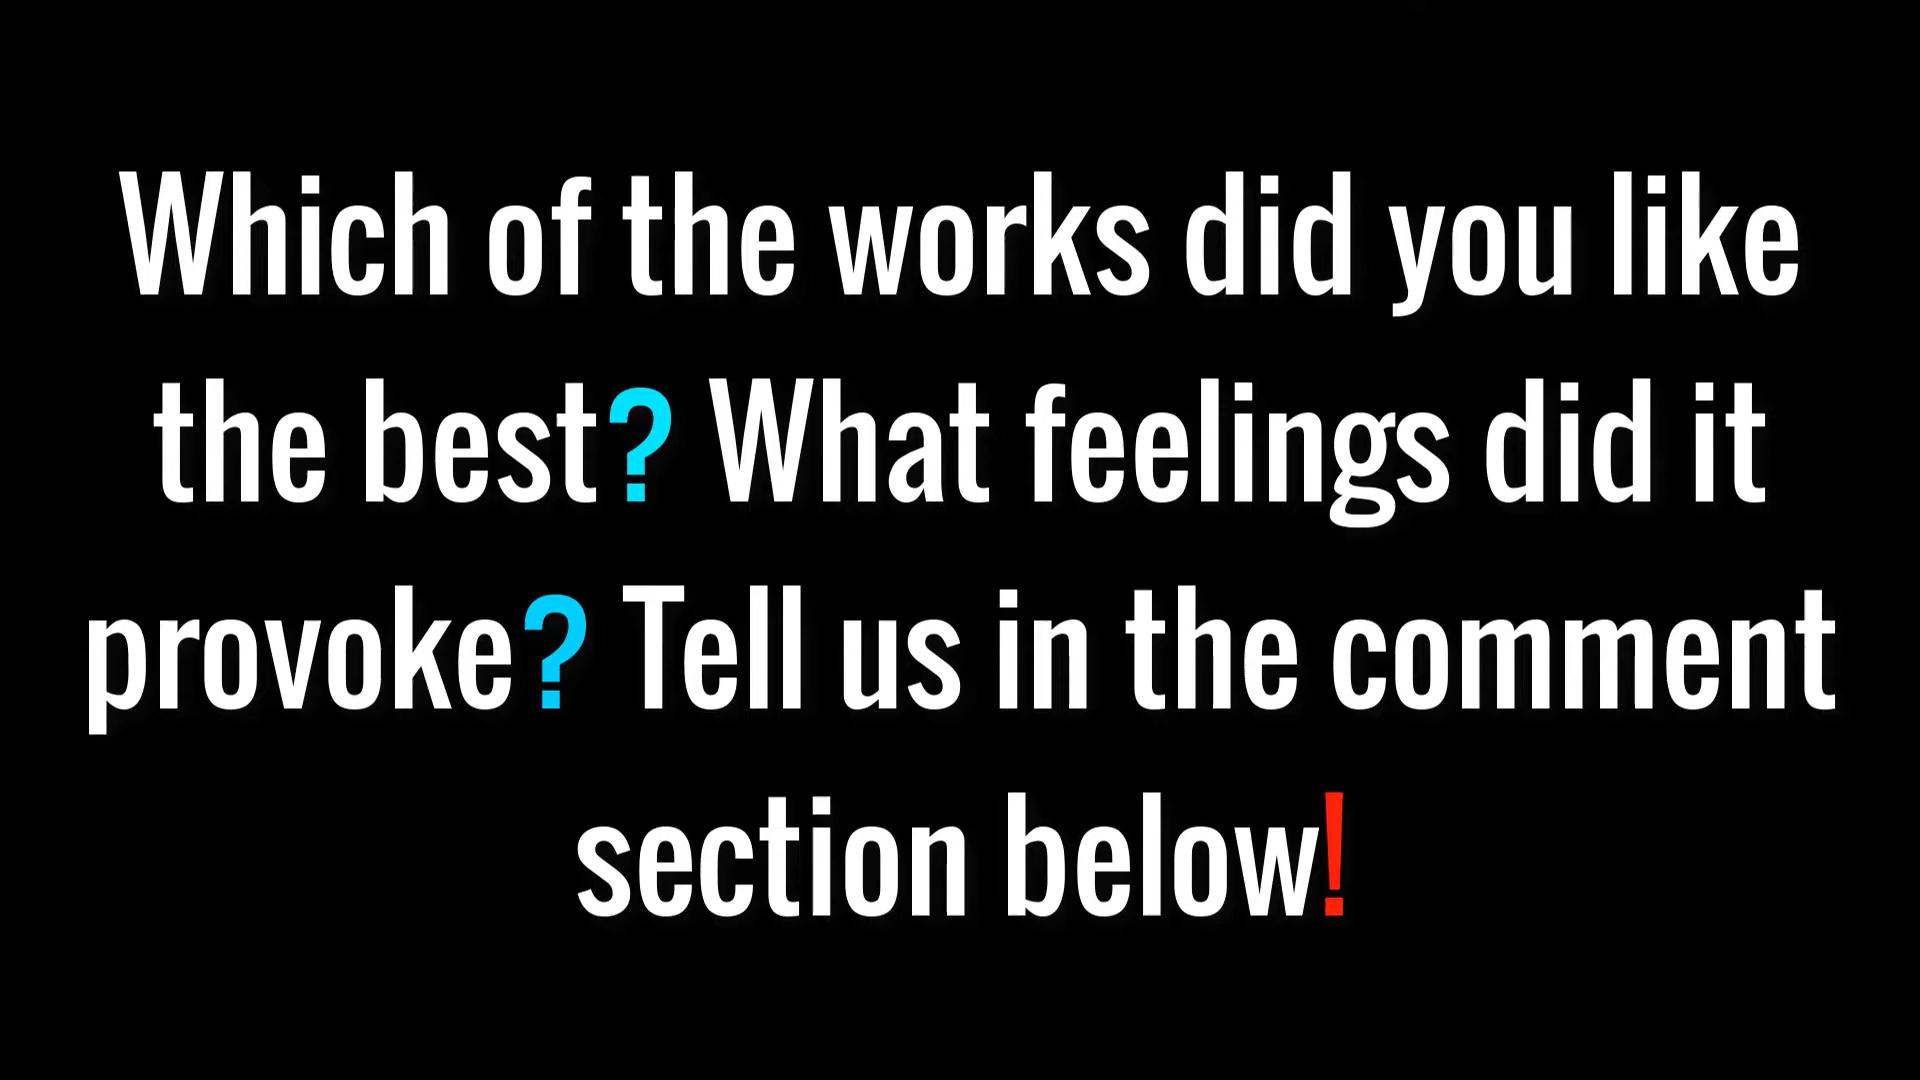 Which of the works did you like
the best? What feelings did it
provoke? Tell us in the comment
section below!